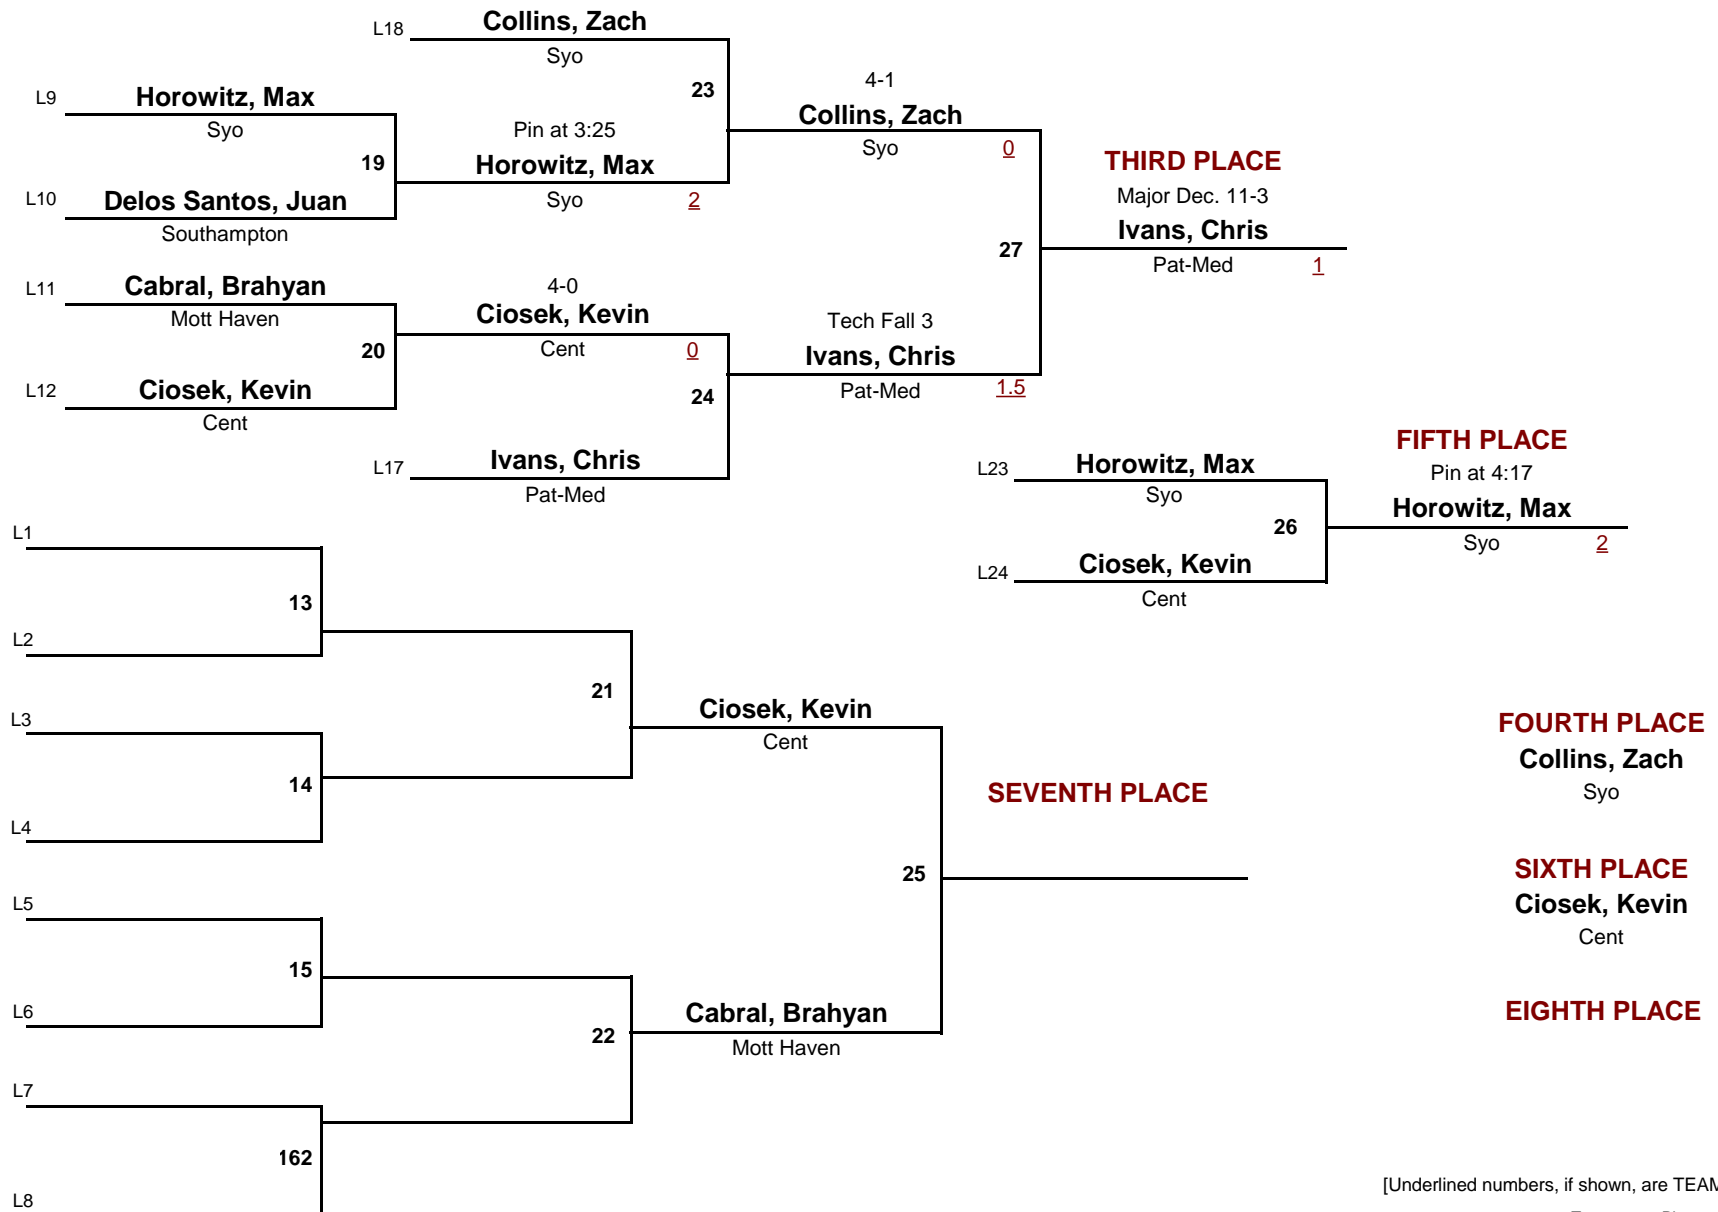 L18
Collins, Zach
Syo
23
L9
Horowitz, Max
Syo
19
L10
Delos Santos, Juan
Southampton
Pin at 3:25
Horowitz, Max
Syo
2
4-1
Collins, Zach
Syo
0
L11
Cabral, Brahyan
Mott Haven
20
L12
Ciosek, Kevin
Cent
4-0
Ciosek, Kevin
Cent
0
24
L17
Ivans, Chris
Pat-Med
Tech Fall 3
Ivans, Chris
Pat-Med
1.5
27
THIRD PLACE
Major Dec. 11-3
Ivans, Chris
Pat-Med
1
L23
Horowitz, Max
Syo
26
L24
Ciosek, Kevin
Cent
FIFTH PLACE
Pin at 4:17
Horowitz, Max
Syo
2
L1
13
L2
21
L3
14
L4
Ciosek, Kevin
Cent
SEVENTH PLACE
25
L5
15
L6
22
Cabral, Brahyan
Mott Haven
L7
162
L8
FOURTH PLACE
Collins, Zach
Syo
SIXTH PLACE
Ciosek, Kevin
Cent
EIGHTH PLACE
[Underlined numbers, if shown, are TEAM